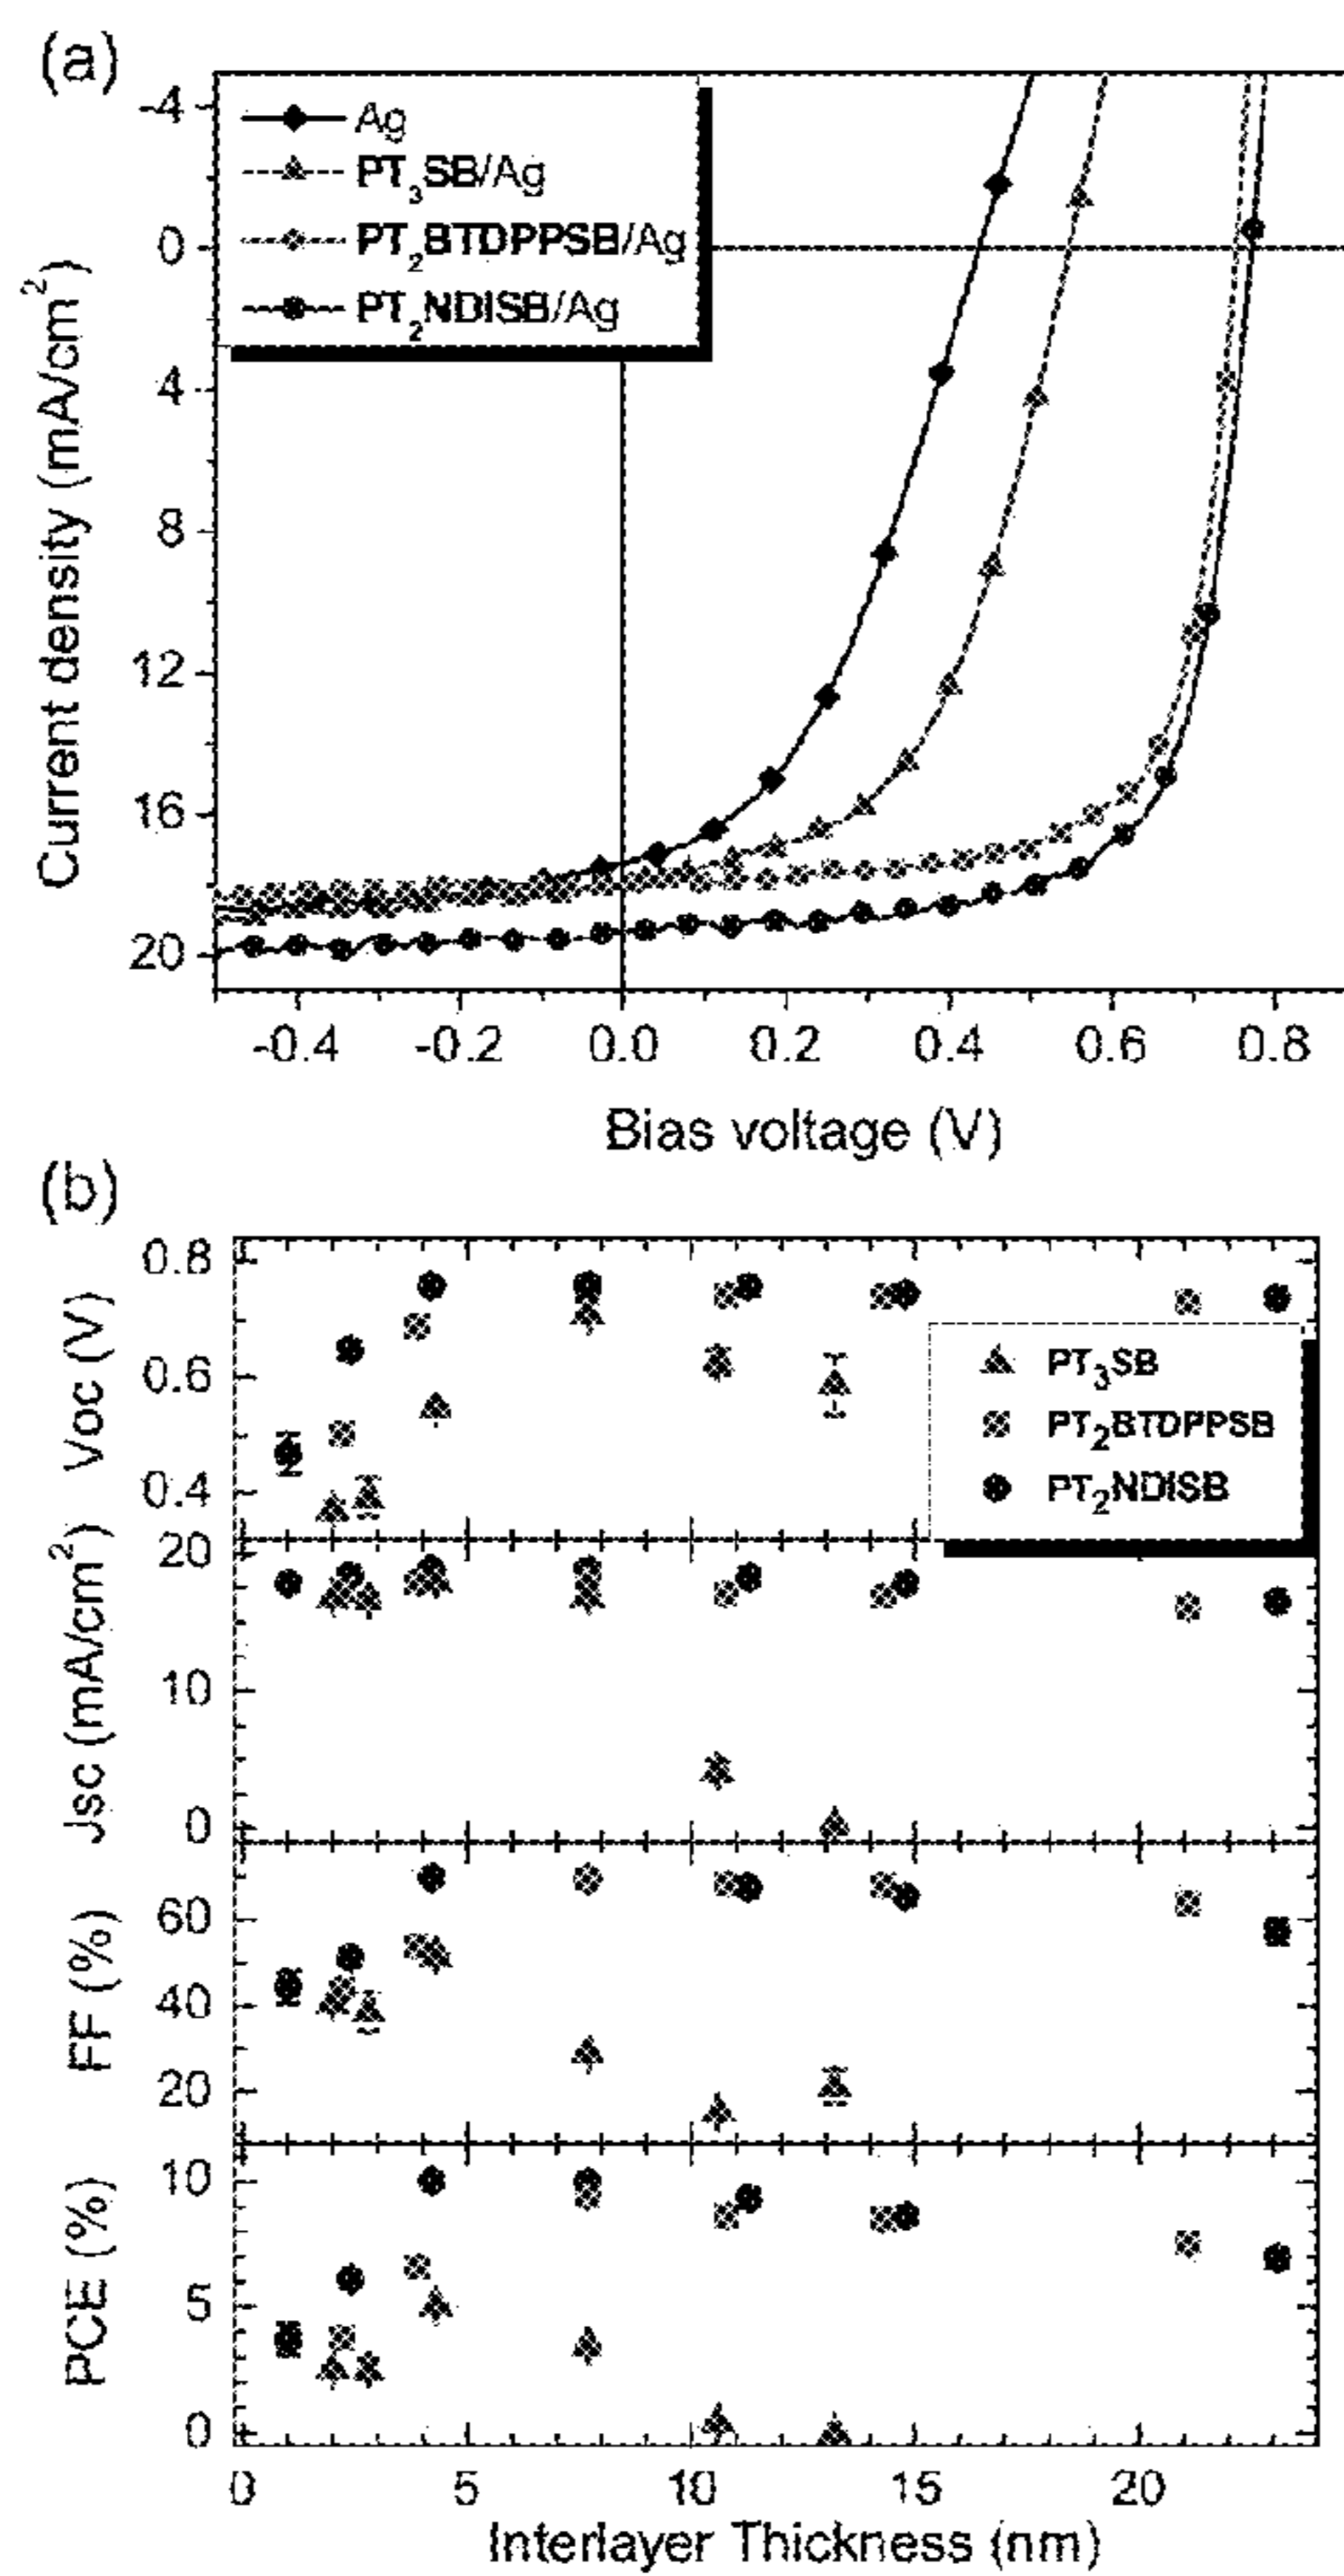 (a)
-4
0
4
8
12
16
20
Current density (mA/cm²)
Ag
PT₃SB/Ag
PT₂BTDPPSB/Ag
PT₂NDISB/Ag
-0.4 -0.2 0.0 0.2 0.4 0.6 0.8
Bias voltage (V)
(b)
0.8
0.6
0.4
Voc (V)
PT₃SB
PT₂BTDPPSB
PT₂NDISB
20
10
0
Jsc (mA/cm²)
60
40
20
FF (%)
10
5
0
PCE (%)
0 5 10 15 20
Interlayer Thickness (nm)